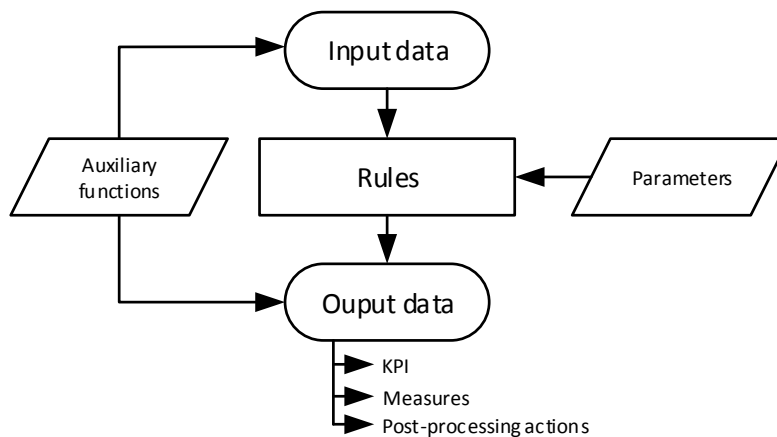 Input data
Auxiliary
functions
Rules
Parameters
Ouput data
KPI
Measures
Post-processing actions